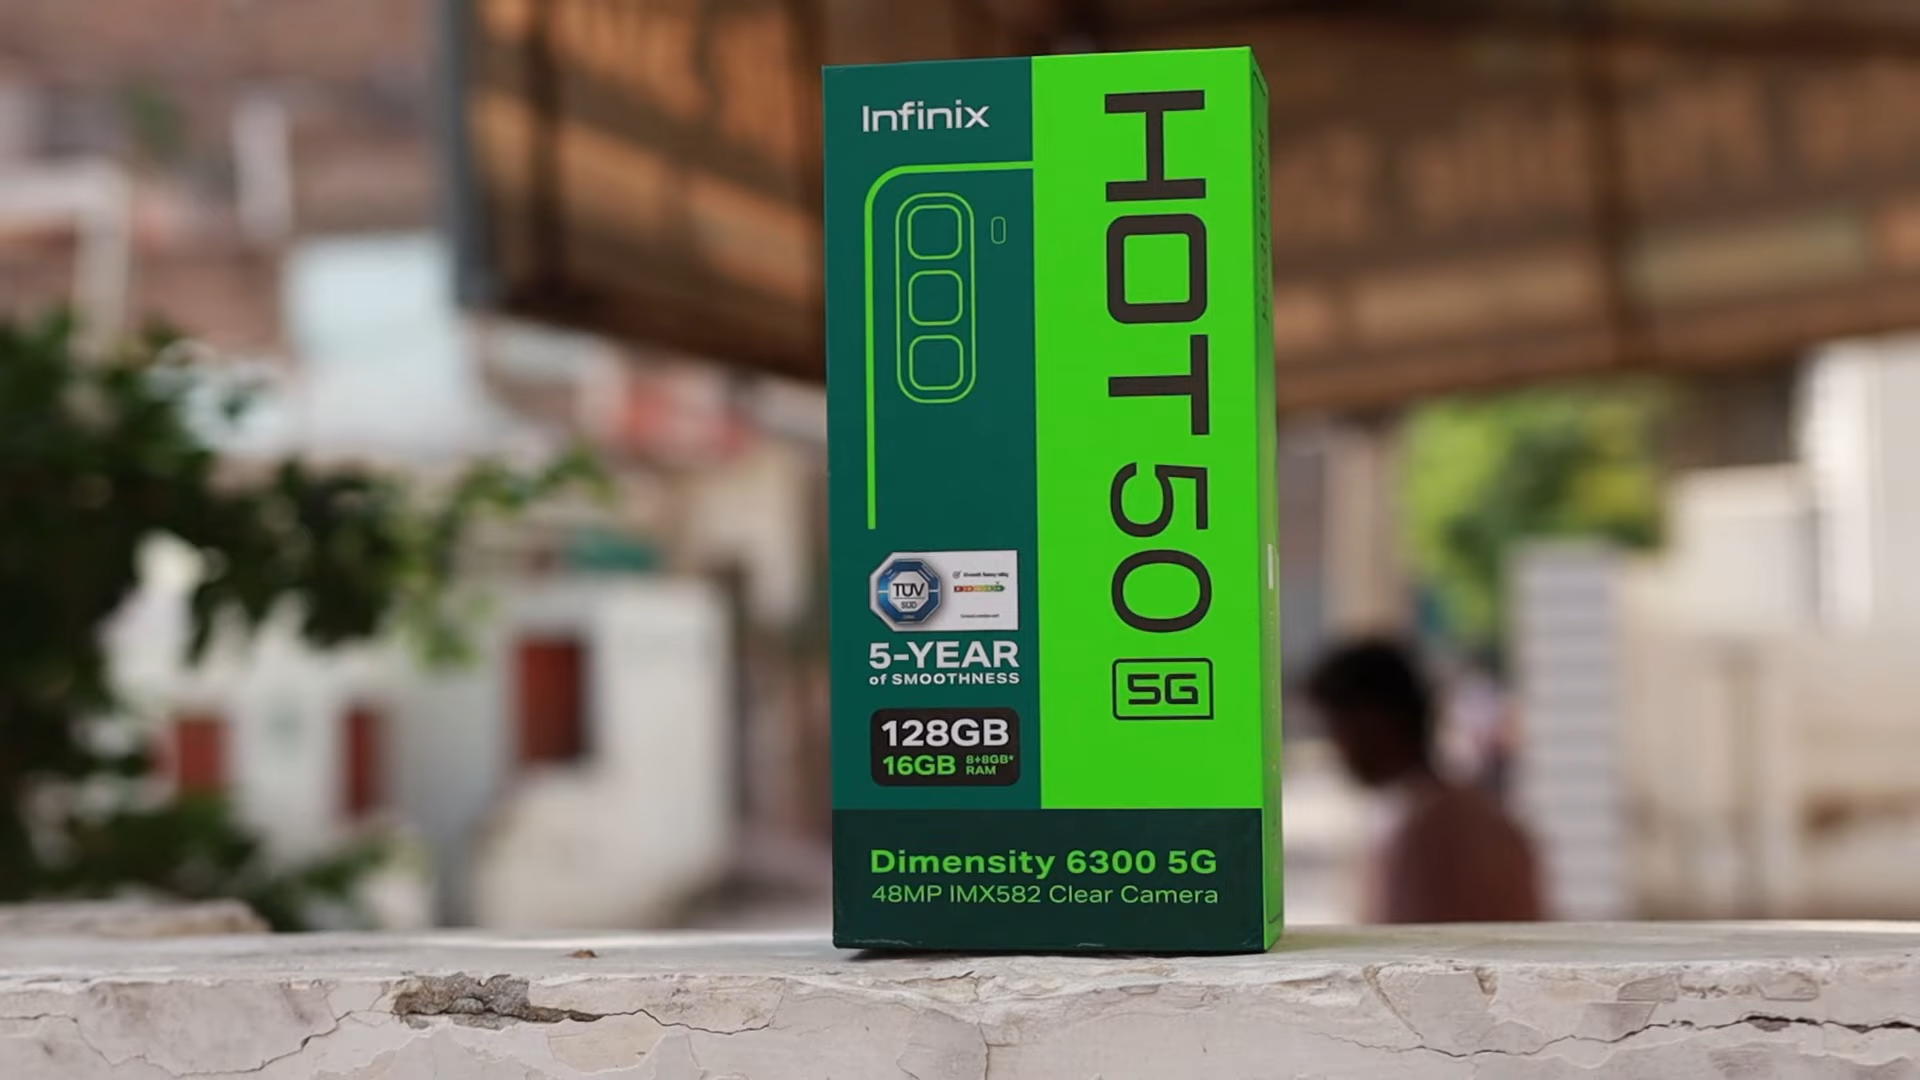 Infinix
HOT 50
5G
TÜV
SÜD
5-YEAR
of SMOOTHNESS
128GB
16GB 8+8GB*
RAM
Dimensity 6300 5G
48MP IMX582 Clear Camera